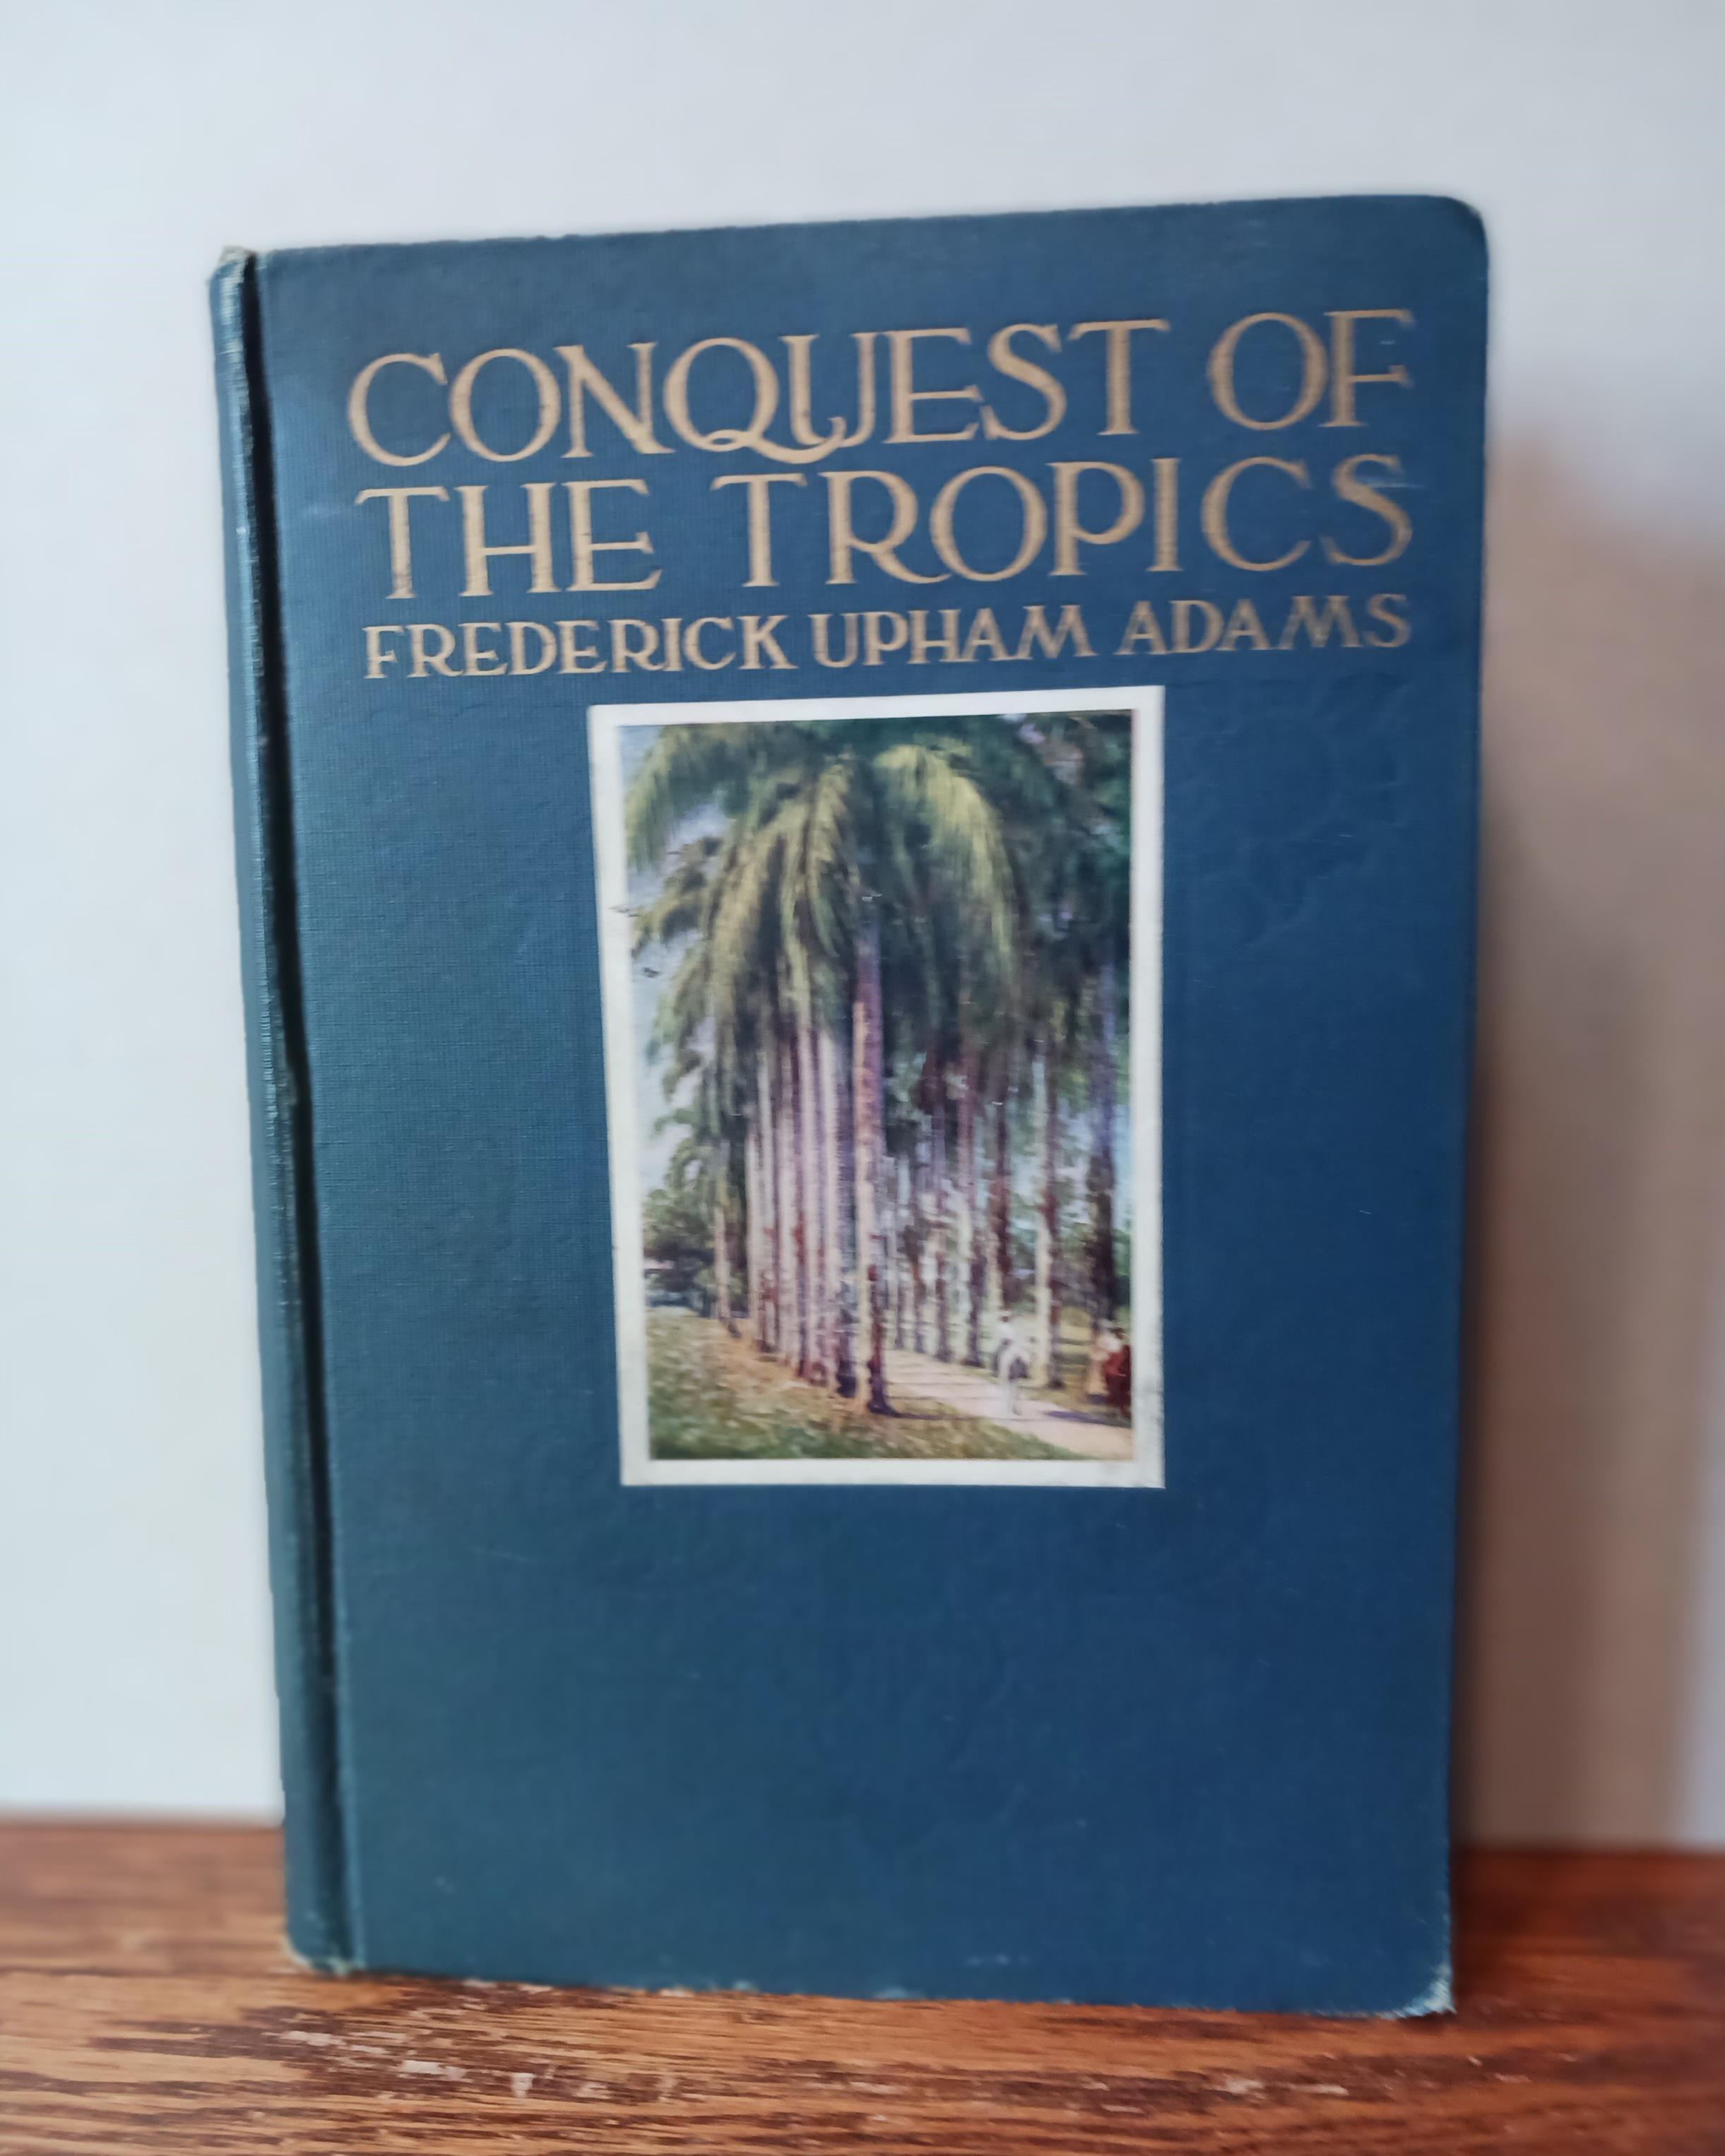 CONQUEST OF
THE TROPICS
FREDERICK UPHAM ADAMS